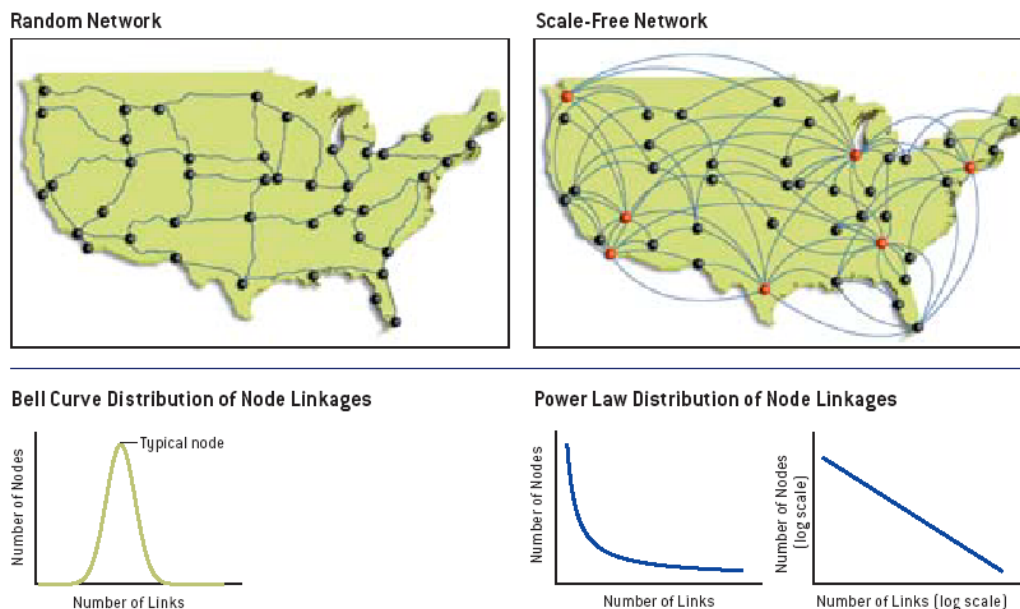 Random Network
Scale-Free Network
Bell Curve Distribution of Node Linkages
Power Law Distribution of Node Linkages
Typical node
Number of Nodes
Number of Links
Number of Nodes
Number of Links
Number of Nodes
(log scale)
Number of Links (log scale)